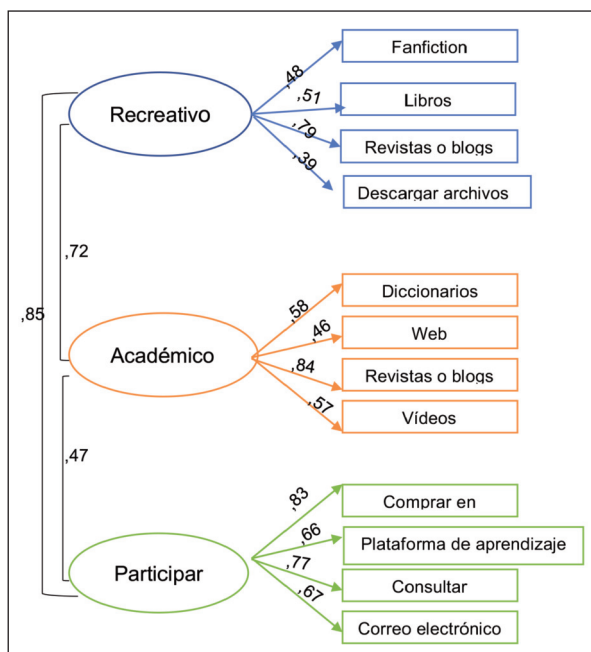 Fanfiction
,48
Recreativo
,51
Libros
,79
Revistas o blogs
,39
Descargar archivos
,72
,85
Diccionarios
,58
,46
Web
Académico
,84
Revistas o blogs
,57
Vídeos
,47
,83
Comprar en
,66
Plataforma de aprendizaje
Participar
,77
Consultar
,67
Correo electrónico